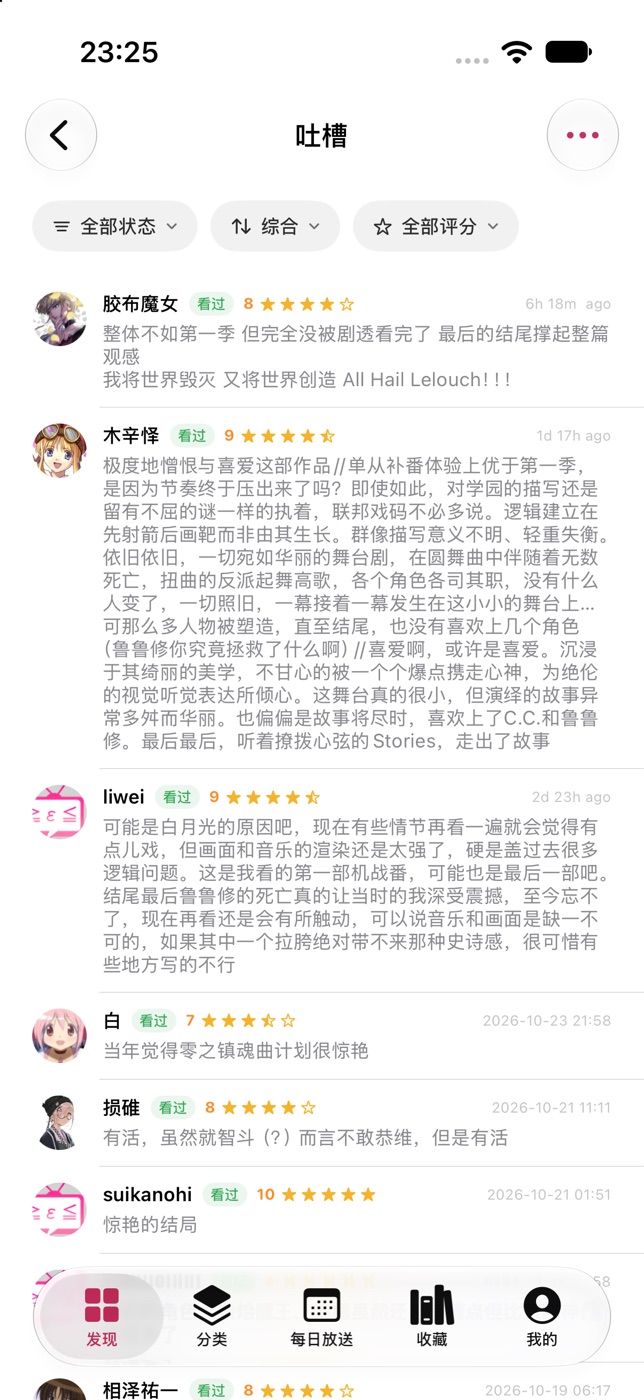 23:25
吐槽
全部状态
综合
全部评分
胶布魔女 看过 8 6h 18m ago
整体不如第一季 但完全没被剧透看完了 最后的结尾撑起整篇
观感
我将世界毁灭 又将世界创造 All Hail Lelouch!!!
木辛怿 看过 9 1d 17h ago
极度地憎恨与喜爱这部作品//单从补番体验上优于第一季，
是因为节奏终于压出来了吗？即使如此，对学园的描写还是
留有不屈的谜一样的执着，联邦戏码不必多说。逻辑建立在
先射箭后画靶而非由其生长。群像描写意义不明、轻重失衡。
依旧依旧，一切宛如华丽的舞台剧，在圆舞曲中伴随着无数
死亡，扭曲的反派起舞高歌，各个角色各司其职，没有什么
人变了，一切照旧，一幕接着一幕发生在这小小的舞台上...
可那么多人物被塑造，直至结尾，也没有喜欢上几个角色
(鲁鲁修你究竟拯救了什么啊) //喜爱啊，或许是喜爱。沉浸
于其绮丽的美学，不甘心的被一个个爆点携走心神，为绝伦
的视觉听觉表达所倾心。这舞台真的很小，但演绎的故事异
常多舛而华丽。也偏偏是故事将尽时，喜欢上了C.C.和鲁鲁
修。最后最后，听着撩拨心弦的Stories，走出了故事
liwei 看过 9 2d 23h ago
可能是白月光的原因吧，现在有些情节再看一遍就会觉得有
点儿戏，但画面和音乐的渲染还是太强了，硬是盖过去很多
逻辑问题。这是我看的第一部机战番，可能也是最后一部吧。
结尾最后鲁鲁修的死亡真的让当时的我深受震撼，至今忘不
了，现在再看还是会有所触动，可以说音乐和画面是缺一不
可的，如果其中一个拉胯绝对带不来那种史诗感，很可惜有
些地方写的不行
白 看过 7 2026-10-23 21:58
当年觉得零之镇魂曲计划很惊艳
损碓 看过 8 2026-10-21 11:11
有活，虽然就智斗（?）而言不敢恭维，但是有活
suikanohi 看过 10 2026-10-21 01:51
惊艳的结局
58
发现
分类
每日放送
收藏
我的
相泽祐一 看过 8 2026-10-19 06:17